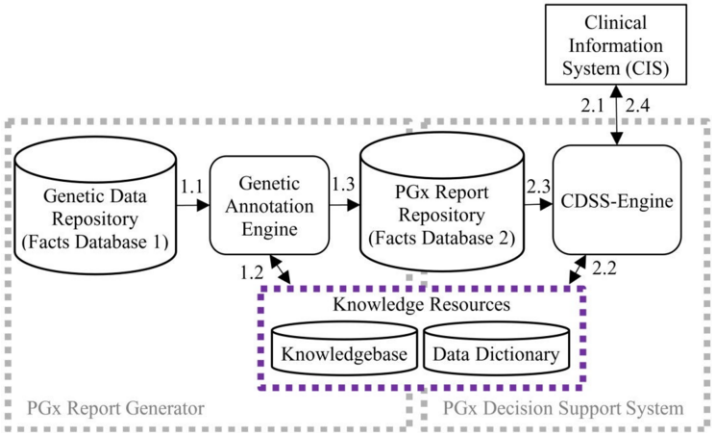 Clinical
Information
System (CIS)
2.1 2.4
Genetic Data
Repository
(Facts Database 1)
1.1
Genetic
Annotation
Engine
1.3
PGx Report
Repository
(Facts Database 2)
2.3
CDSS-Engine
1.2
2.2
Knowledge Resources
Knowledgebase
Data Dictionary
PGx Report Generator
PGx Decision Support System